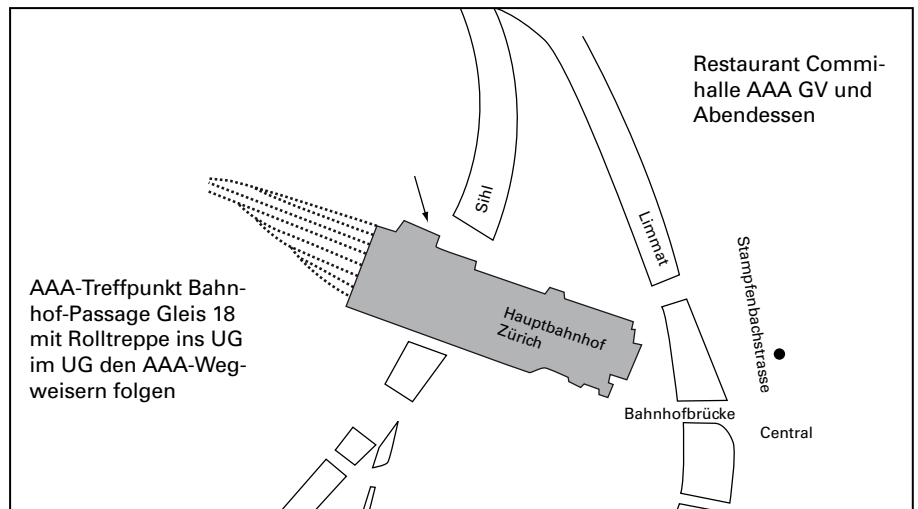 Restaurant Commi-
halle AAA GV und
Abendessen
Sihl
Limmat
Stampfenbachstrasse
AAA-Treffpunkt Bahn-
hof-Passage Gleis 18
mit Rolltreppe ins UG
im UG den AAA-Weg-
weisern folgen
Hauptbahnhof
Zürich
Bahnhofbrücke
Central